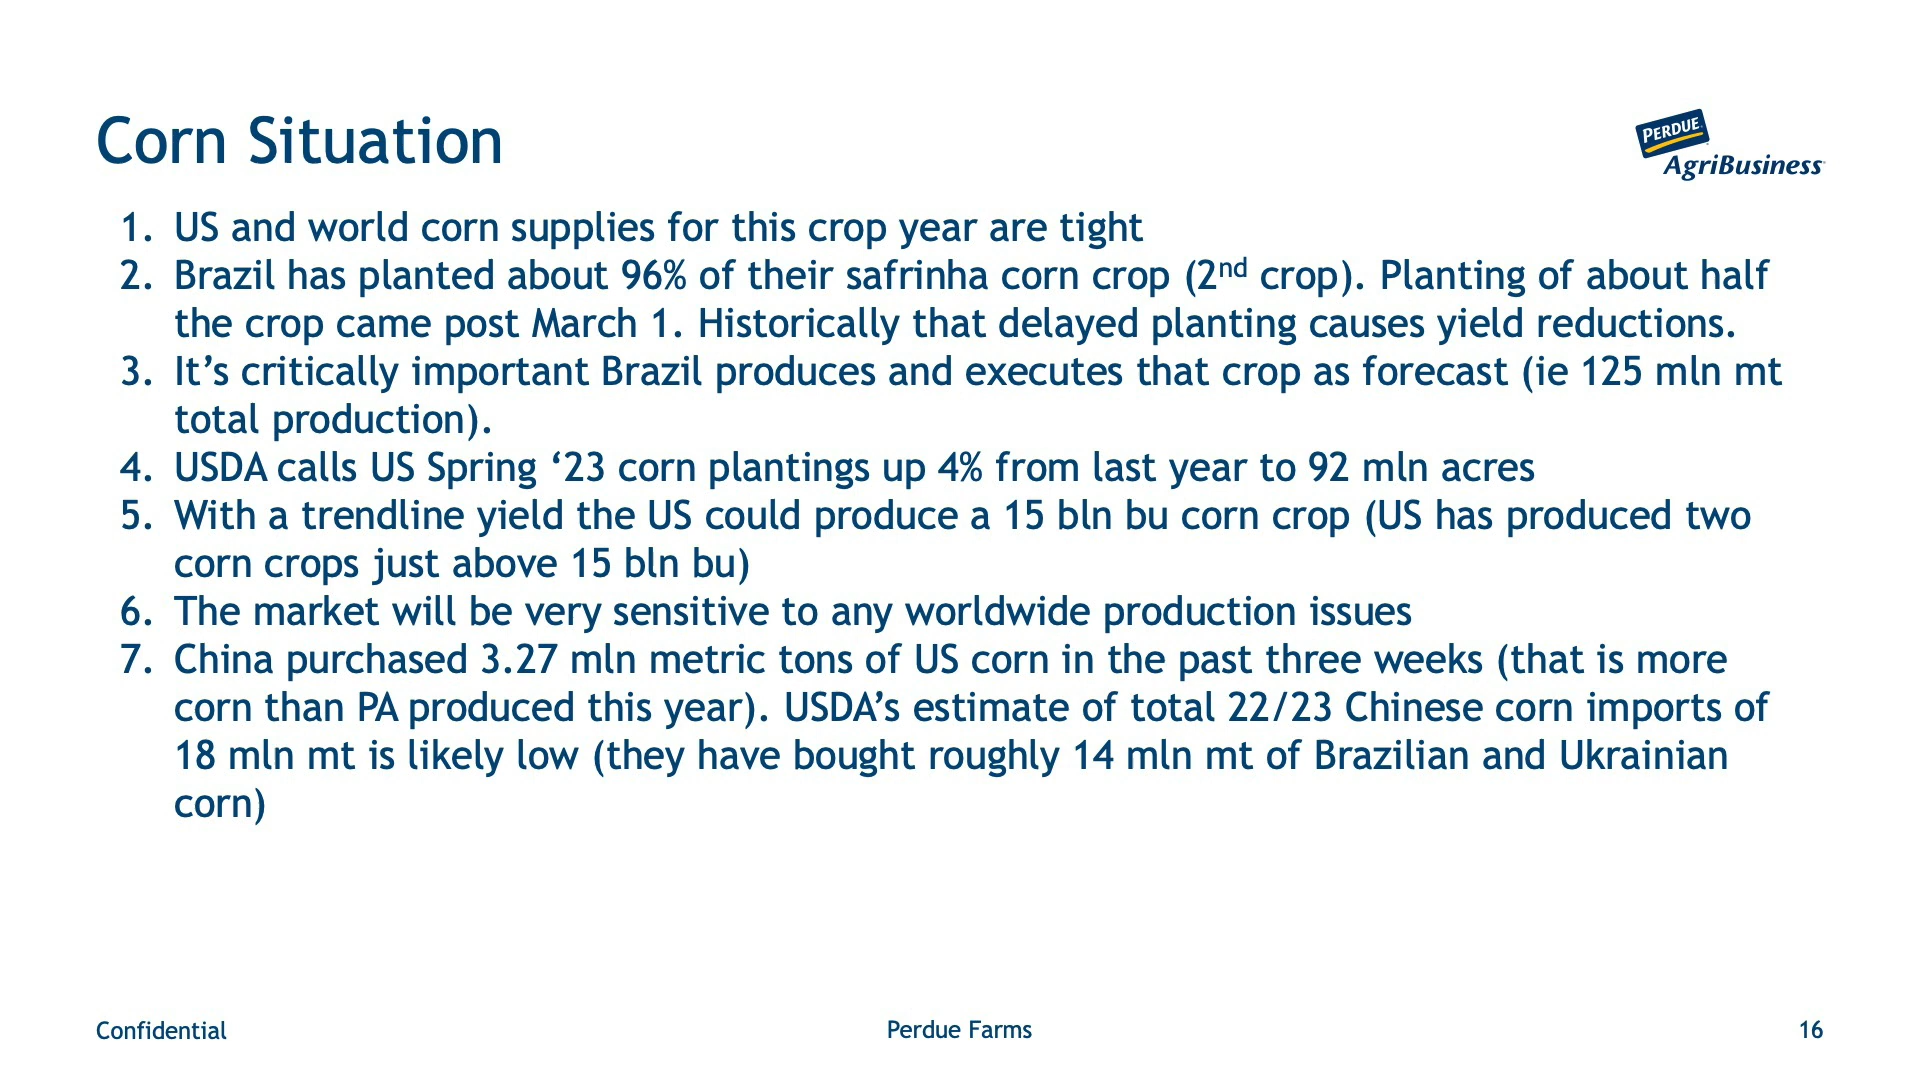 Corn Situation
PERDUE
AgriBusiness
1. US and world corn supplies for this crop year are tight
2. Brazil has planted about 96% of their safrinha corn crop (2nd crop). Planting of about half
the crop came post March 1. Historically that delayed planting causes yield reductions.
3. It’s critically important Brazil produces and executes that crop as forecast (ie 125 mln mt
total production).
4. USDA calls US Spring ‘23 corn plantings up 4% from last year to 92 mln acres
5. With a trendline yield the US could produce a 15 bln bu corn crop (US has produced two
corn crops just above 15 bln bu)
6. The market will be very sensitive to any worldwide production issues
7. China purchased 3.27 mln metric tons of US corn in the past three weeks (that is more
corn than PA produced this year). USDA’s estimate of total 22/23 Chinese corn imports of
18 mln mt is likely low (they have bought roughly 14 mln mt of Brazilian and Ukrainian
corn)
Confidential
Perdue Farms
16